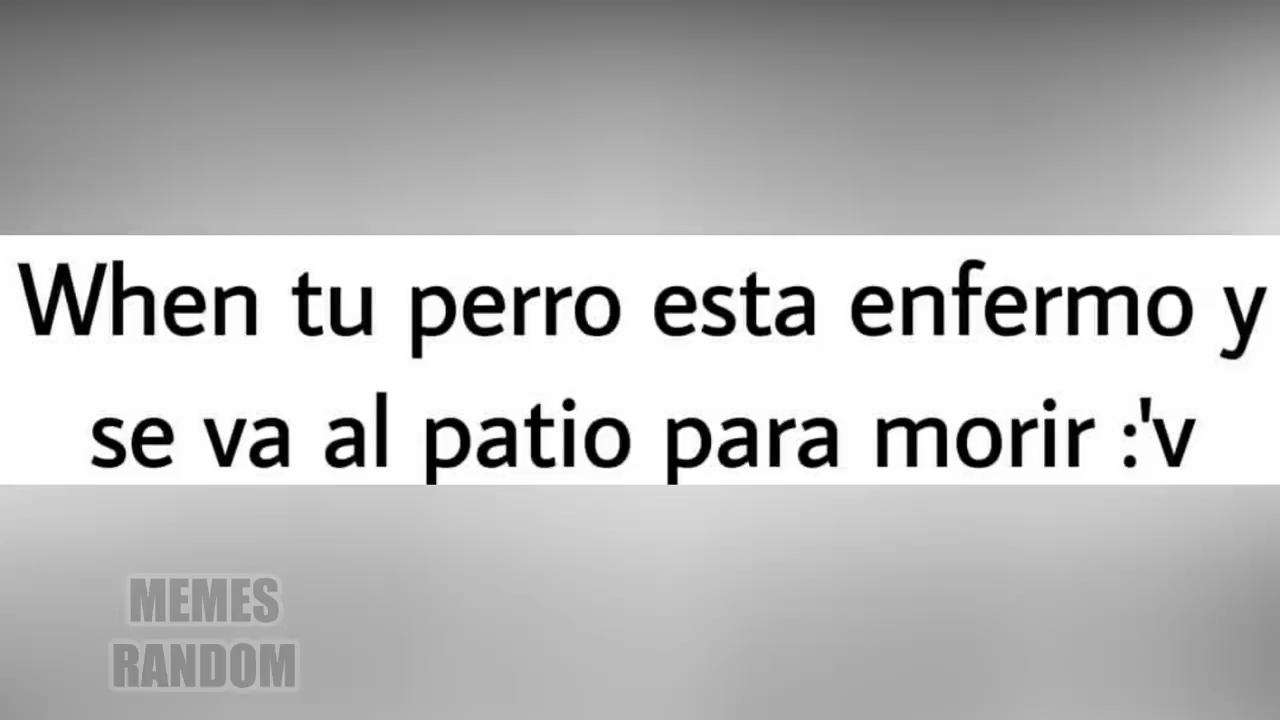 When tu perro esta enfermo y
se va al patio para morir :'v
MEMES
RANDOM